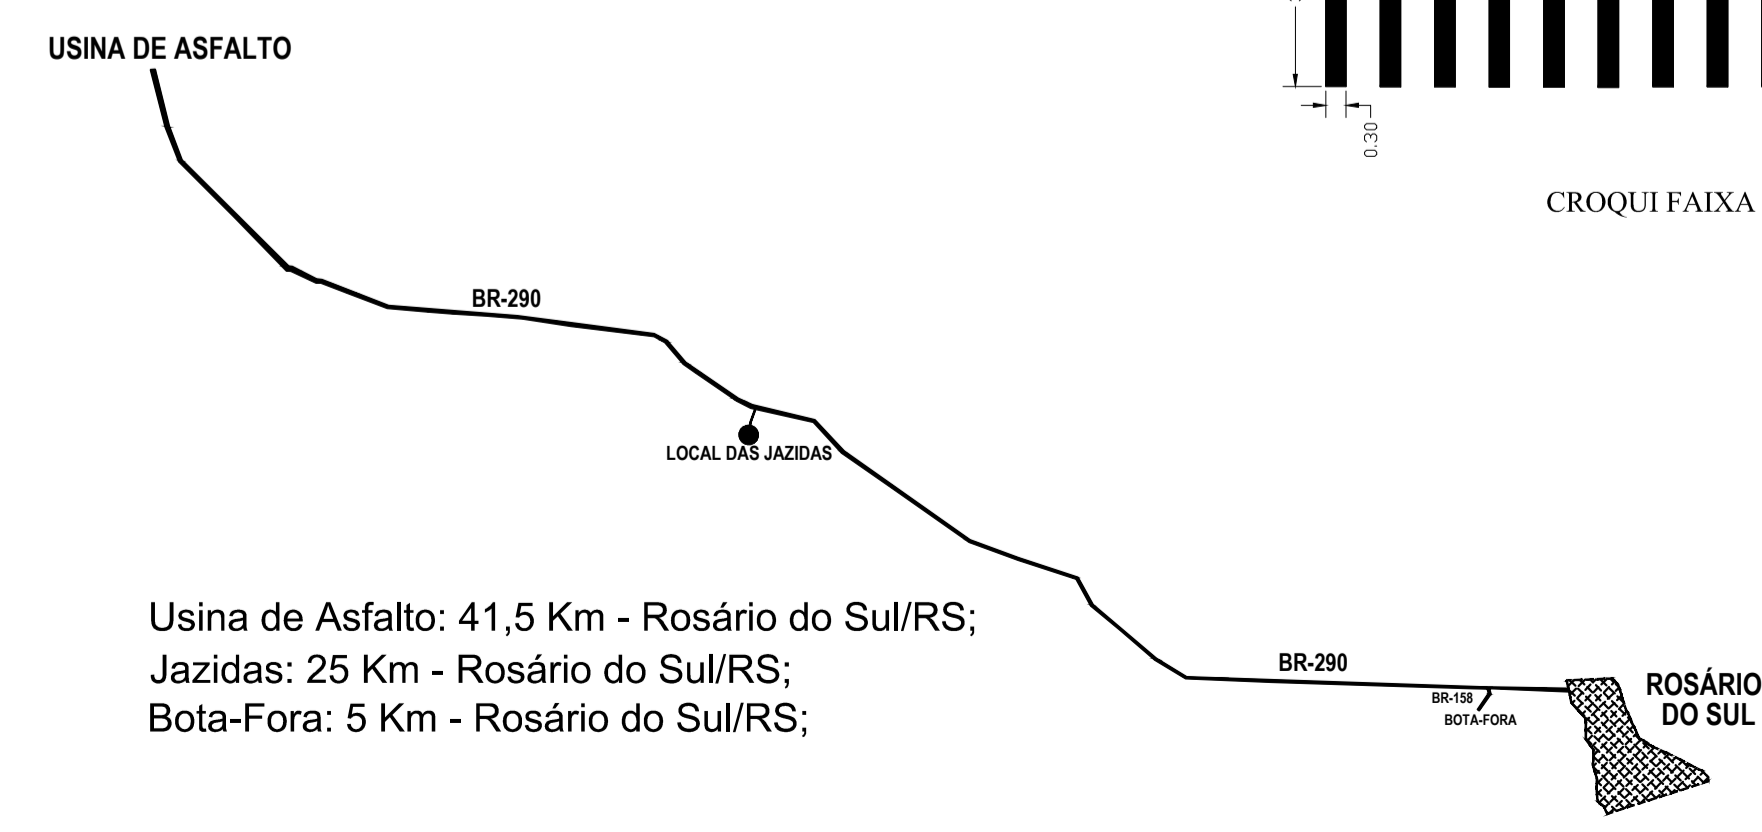 USINA DE ASFALTO
0.30
CROQUI FAIXA
BR-290
LOCAL DAS JAZIDAS
Usina de Asfalto: 41,5 Km - Rosário do Sul/RS;
Jazidas: 25 Km - Rosário do Sul/RS;
Bota-Fora: 5 Km - Rosário do Sul/RS;
BR-290
BR-158
BOTA-FORA
ROSÁRIO
DO SUL